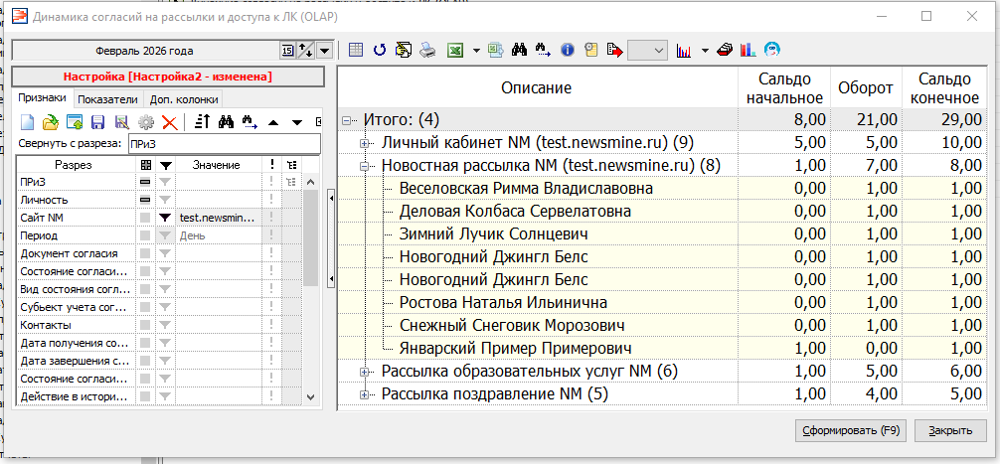 Динамика согласий на рассылки и доступа к ЛК (OLAP)
Февраль 2026 года
15
Настройка [Настройка2 - изменена]
Признаки Показатели Доп. колонки
Свернуть с разреза: ПРиЗ
Разрез Значение !
ПРиЗ
Личность
Сайт NM test.newsmin...
Период День
Документ согласия
Состояние согласи...
Вид состояния согл...
Субъект учета сог...
Контакты
Дата получения со...
Дата завершения с...
Состояние согласи...
Действие в истори...
Описание Сальдо начальное Оборот Сальдо конечное
Итого: (4) 8,00 21,00 29,00
Личный кабинет NM (test.newsmine.ru) (9) 5,00 5,00 10,00
Новостная рассылка NM (test.newsmine.ru) (8) 1,00 7,00 8,00
Веселовская Римма Владиславовна 0,00 1,00 1,00
Деловая Колбаса Сервелатовна 0,00 1,00 1,00
Зимний Лучик Солнцевич 0,00 1,00 1,00
Новогодний Джингл Белс 0,00 1,00 1,00
Новогодний Джингл Белс 0,00 1,00 1,00
Ростова Наталья Ильинична 0,00 1,00 1,00
Снежный Снеговик Морозович 0,00 1,00 1,00
Январский Пример Примерович 1,00 0,00 1,00
Рассылка образовательных услуг NM (6) 1,00 5,00 6,00
Рассылка поздравление NM (5) 1,00 4,00 5,00
Сформировать (F9) Закрыть